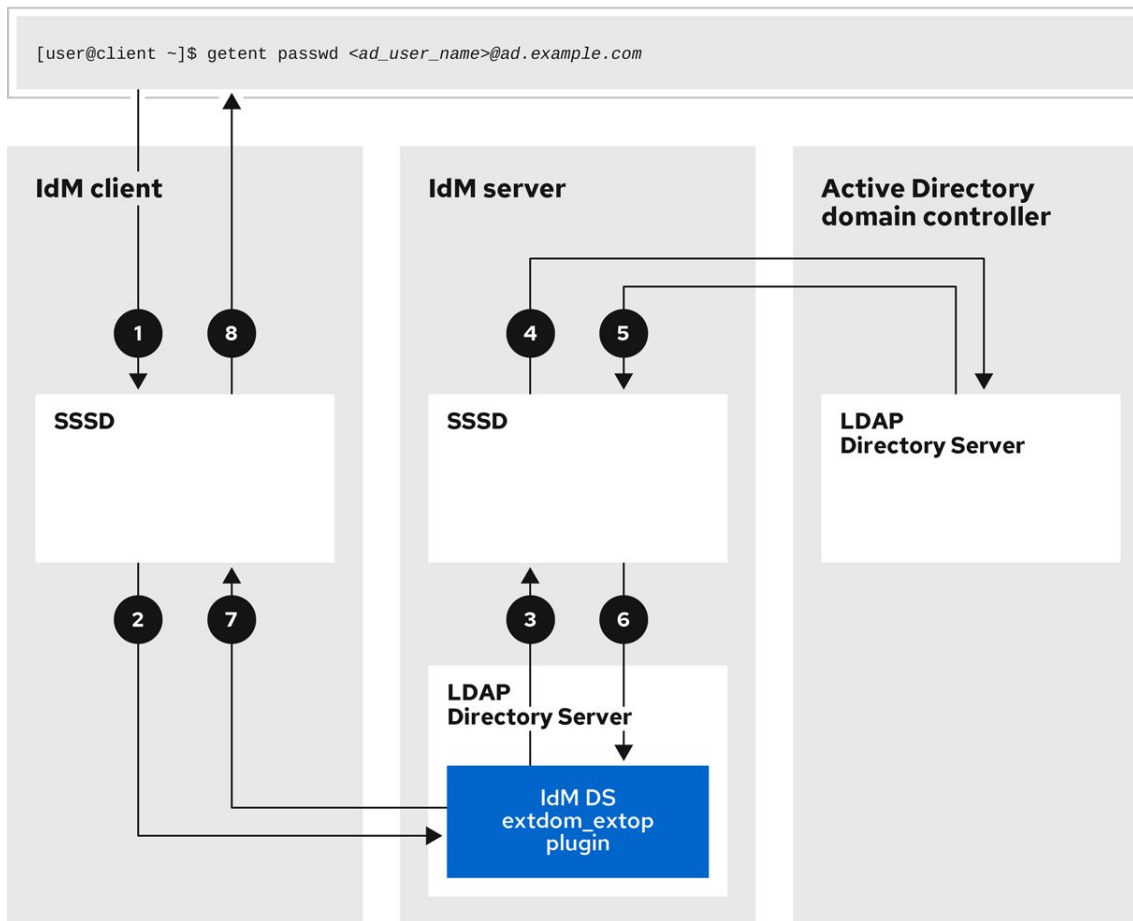 [user@client ~]$ getent passwd <ad_user_name>@ad.example.com
IdM client
IdM server
Active Directory
domain controller
1
8
4
5
SSSD
SSSD
LDAP
Directory Server
2
7
3
6
LDAP
Directory Server
IdM DS
extdom_extop
plugin